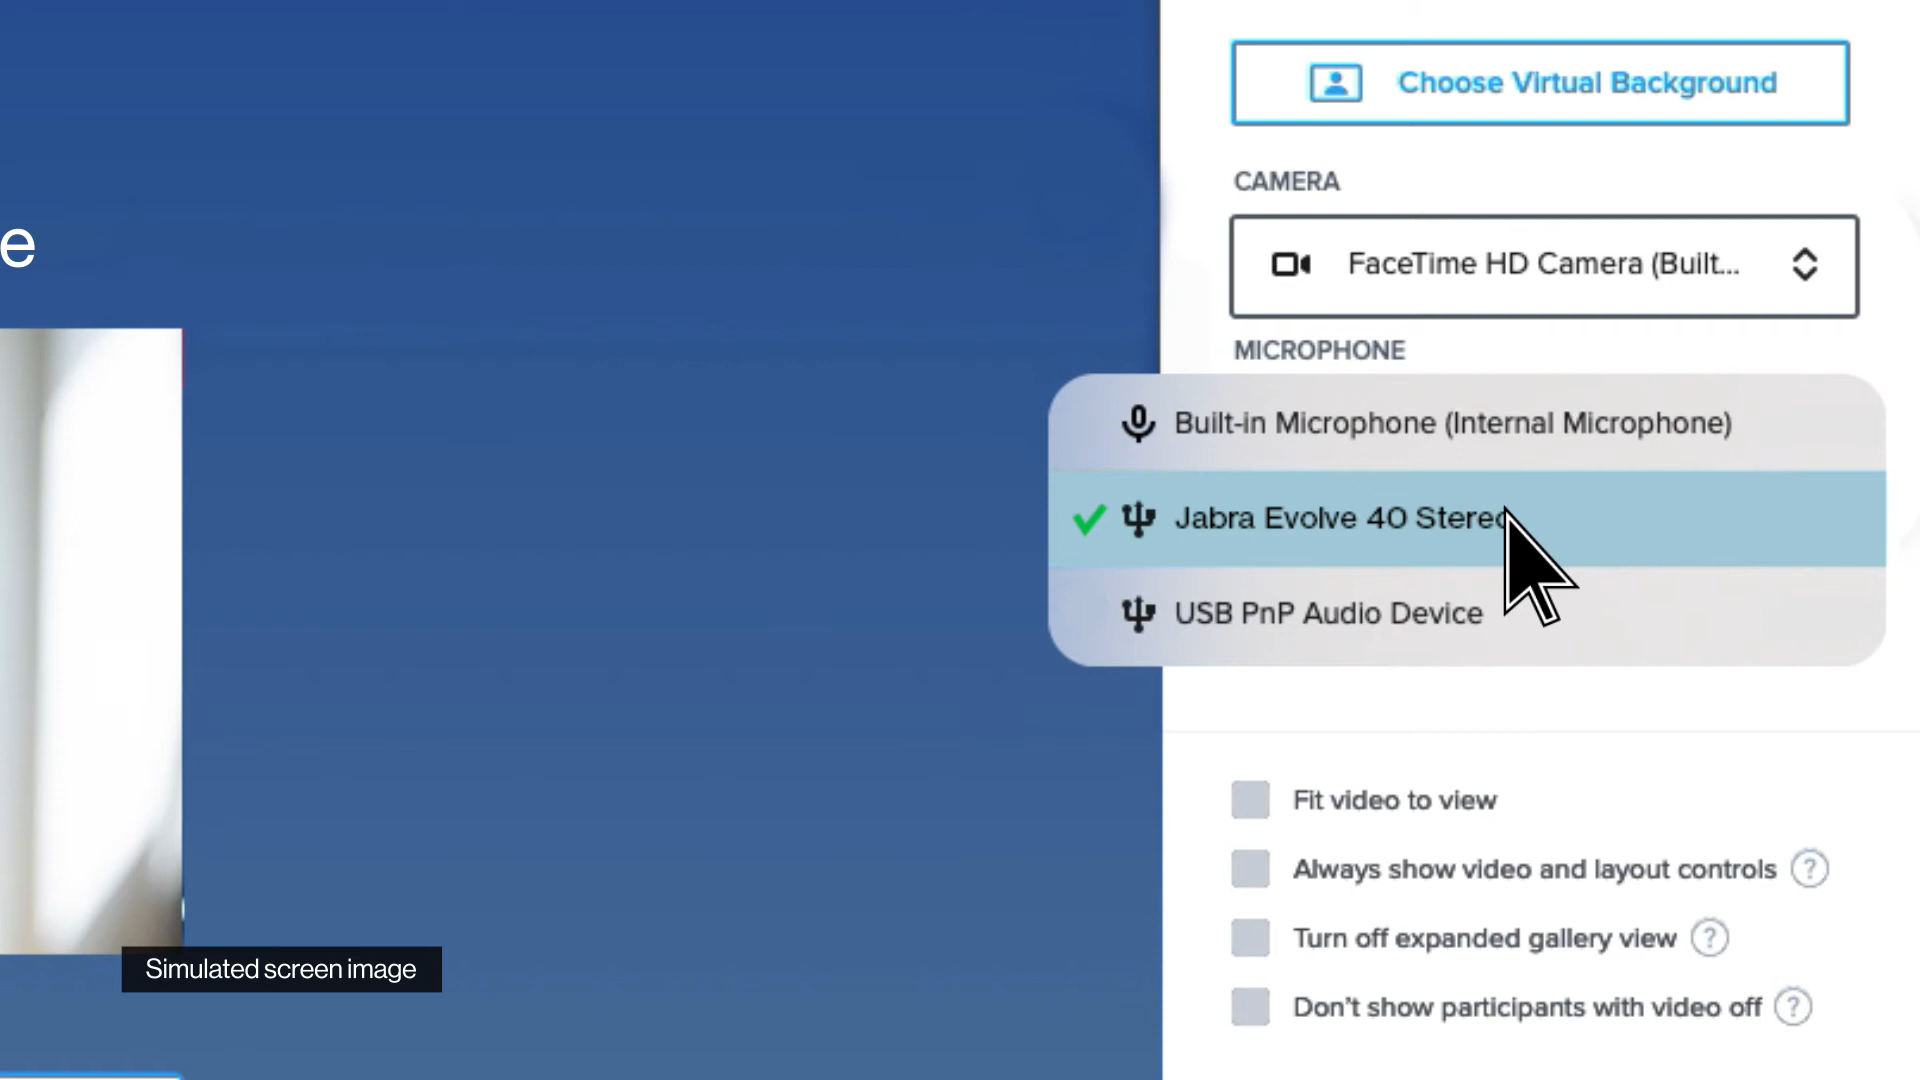 e
Choose Virtual Background
CAMERA
FaceTime HD Camera (Built...
MICROPHONE
Built-in Microphone (Internal Microphone)
Jabra Evolve 40 Stereo
USB PnP Audio Device
Fit video to view
Always show video and layout controls ?
Turn off expanded gallery view ?
Don't show participants with video off ?
Simulated screen image